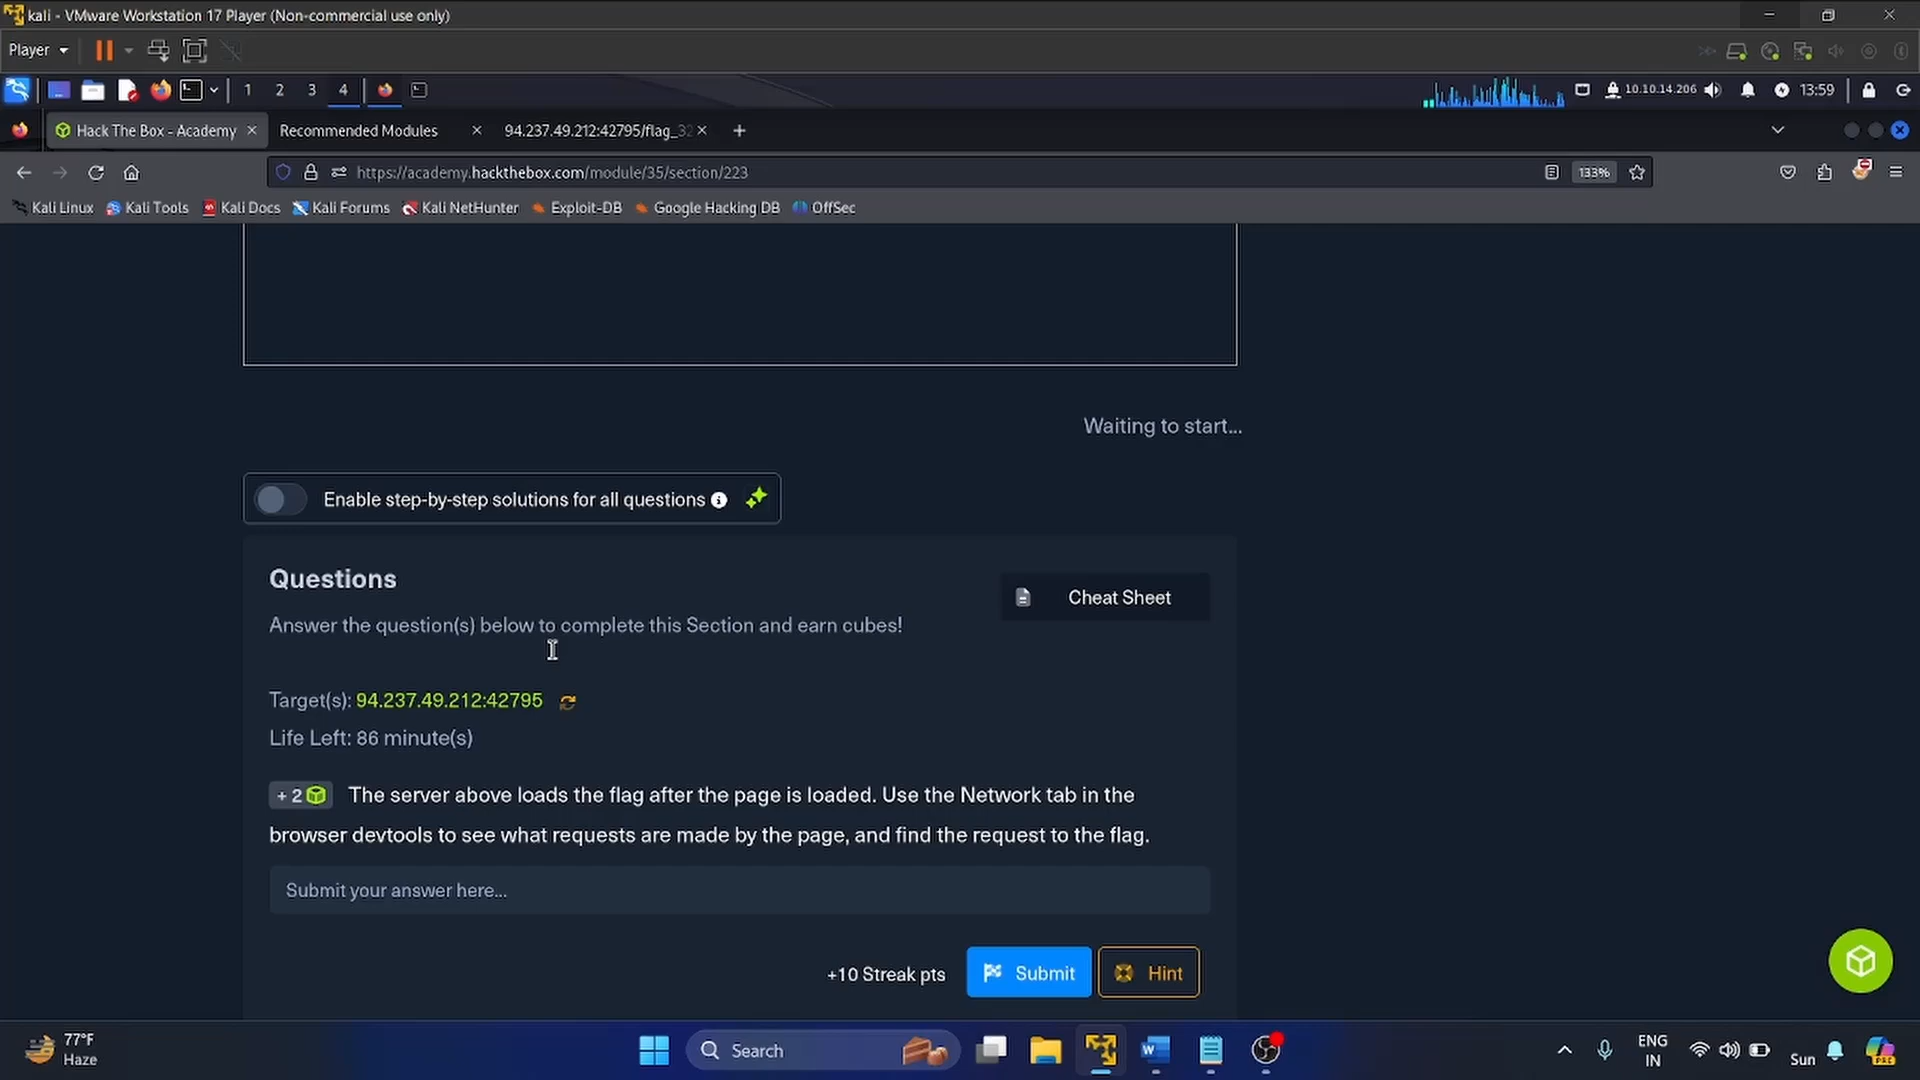 kali - VMware Workstation 17 Player (Non-commercial use only)
Player
1 2 3 4
10.10.14.206
13:59
Hack The Box - Academy
Recommended Modules
94.237.49.212:42795/flag_32
https://academy.hackthebox.com/module/35/section/223
133%
Kali Linux
Kali Tools
Kali Docs
Kali Forums
Kali NetHunter
Exploit-DB
Google Hacking DB
OffSec
Waiting to start...
Enable step-by-step solutions for all questions
Questions
Cheat Sheet
Answer the question(s) below to complete this Section and earn cubes!
Target(s): 94.237.49.212:42795
Life Left: 86 minute(s)
+ 2 The server above loads the flag after the page is loaded. Use the Network tab in the
browser devtools to see what requests are made by the page, and find the request to the flag.
Submit your answer here...
+10 Streak pts
Submit
Hint
77°F
Haze
Search
ENG
IN
Sun